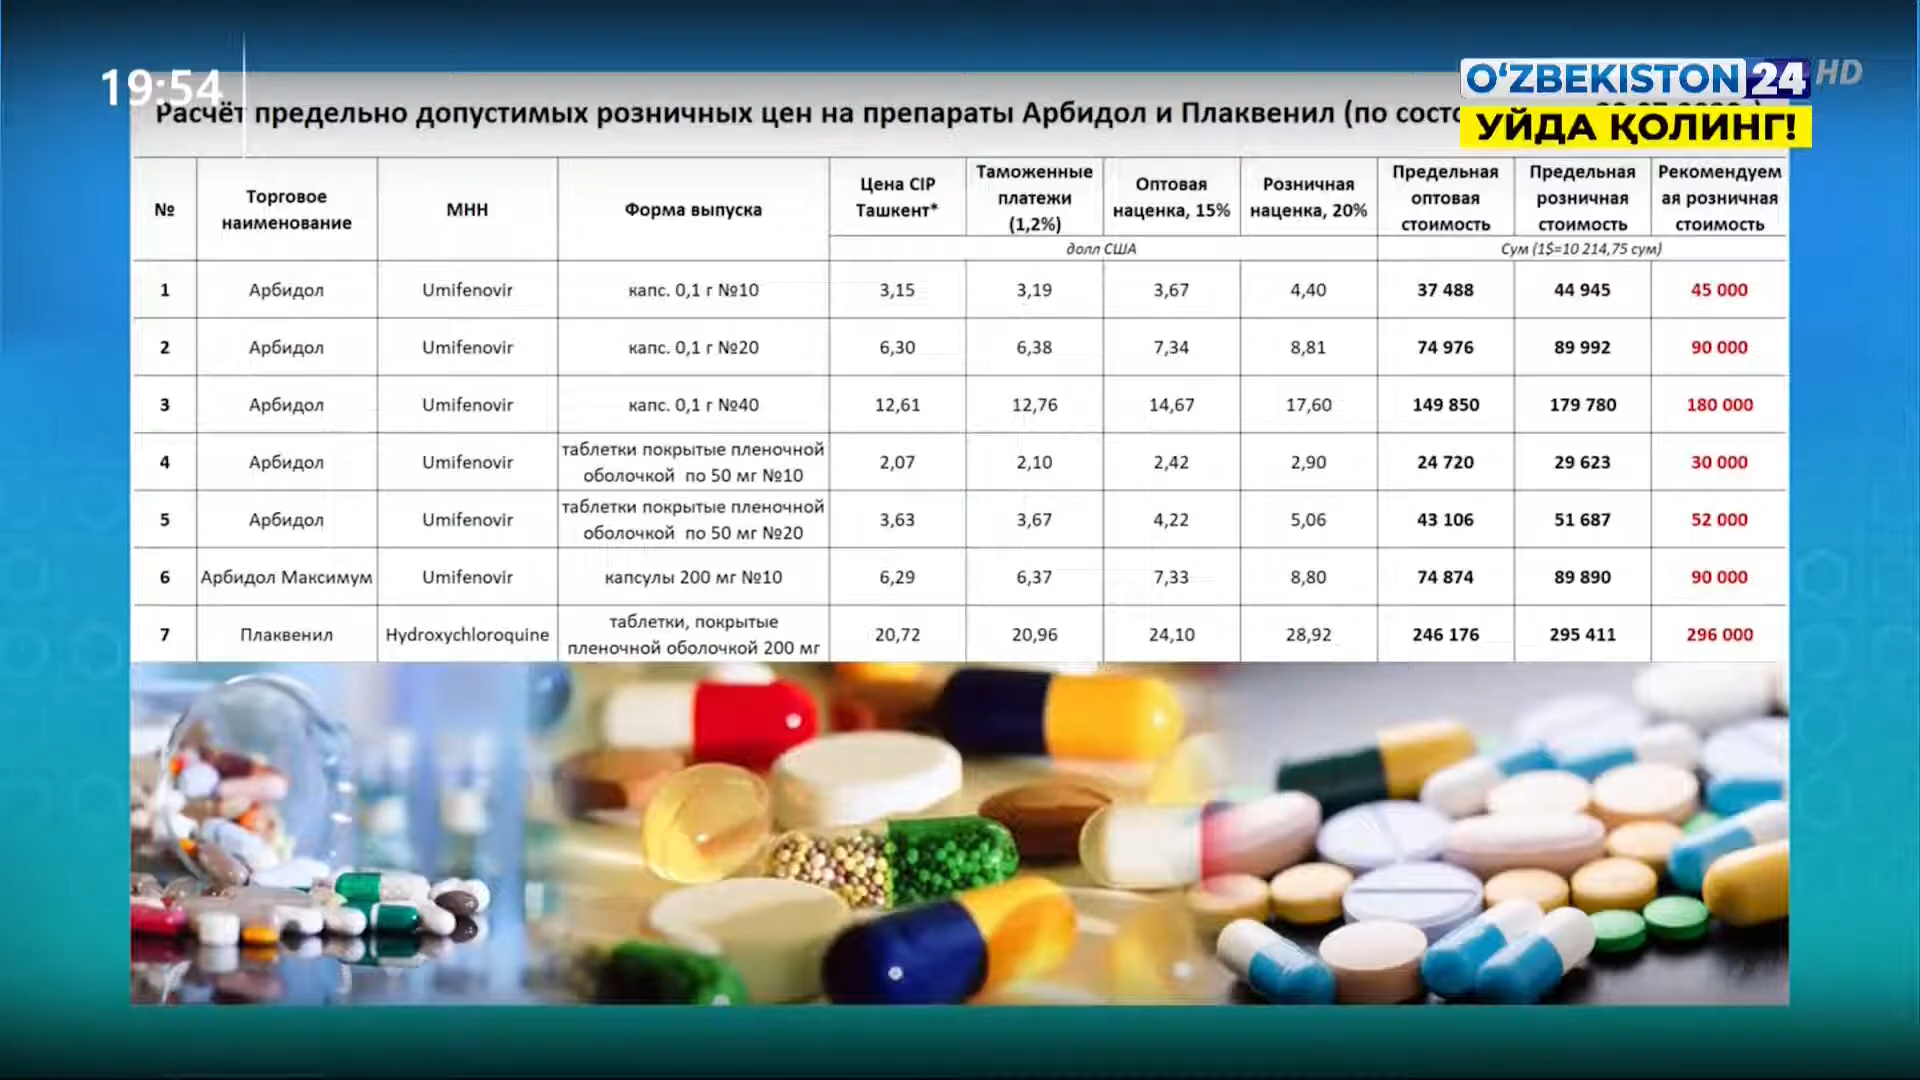 19:54
O‘ZBEKISTON 24 HD
УЙДА ҚОЛИНГ!
Расчёт предельно допустимых розничных цен на препараты Арбидол и Плаквенил (по
№ Торговое наименование МНН Форма выпуска Цена CIP Ташкент* Таможенные платежи (1,2%) Оптовая наценка, 15% Розничная наценка, 20% Предельная оптовая стоимость Предельная розничная стоимость Рекомендуемая розничная стоимость
долл США Сум (1$=10 214,75 сум)
1 Арбидол Umifenovir капс. 0,1 г №10 3,15 3,19 3,67 4,40 37 488 44 945 45 000
2 Арбидол Umifenovir капс. 0,1 г №20 6,30 6,38 7,34 8,81 74 976 89 992 90 000
3 Арбидол Umifenovir капс. 0,1 г №40 12,61 12,76 14,67 17,60 149 850 179 780 180 000
4 Арбидол Umifenovir таблетки покрытые пленочной оболочкой по 50 мг №10 2,07 2,10 2,42 2,90 24 720 29 623 30 000
5 Арбидол Umifenovir таблетки покрытые пленочной оболочкой по 50 мг №20 3,63 3,67 4,22 5,06 43 106 51 687 52 000
6 Арбидол Максимум Umifenovir капсулы 200 мг №10 6,29 6,37 7,33 8,80 74 874 89 890 90 000
7 Плаквенил Hydroxychloroquine таблетки, покрытые пленочной оболочкой 200 мг 20,72 20,96 24,10 28,92 246 176 295 411 296 000